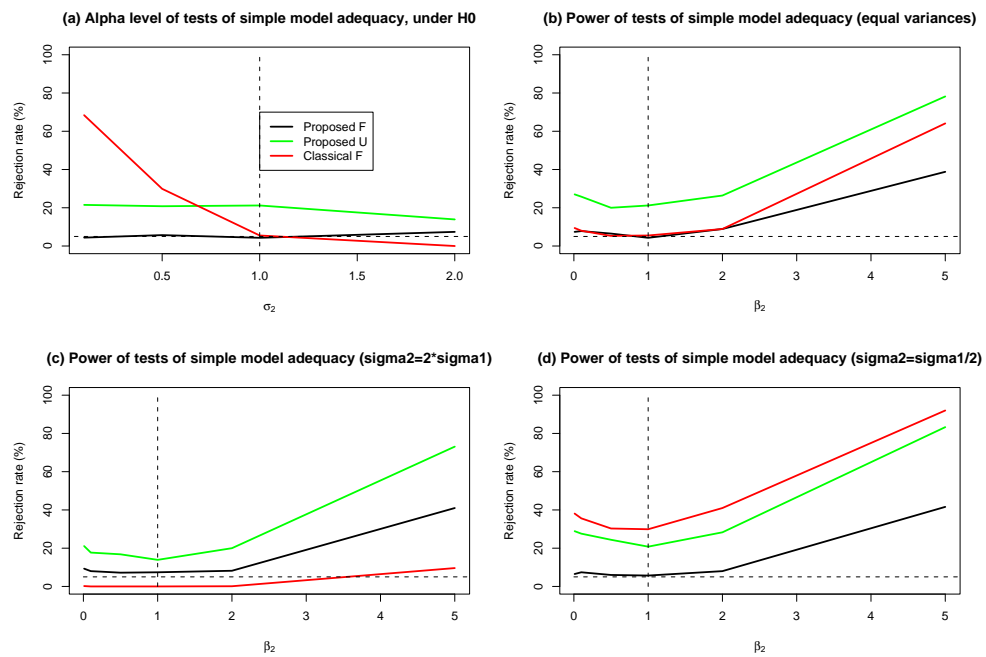 (a) Alpha level of tests of simple model adequacy, under H0
Rejection rate (%)
0 20 40 60 80 100
Proposed F
Proposed U
Classical F
0.5 1.0 1.5 2.0
σ2
(b) Power of tests of simple model adequacy (equal variances)
Rejection rate (%)
0 20 40 60 80 100
0 1 2 3 4 5
β2
(c) Power of tests of simple model adequacy (sigma2=2*sigma1)
Rejection rate (%)
0 20 40 60 80 100
0 1 2 3 4 5
β2
(d) Power of tests of simple model adequacy (sigma2=sigma1/2)
Rejection rate (%)
0 20 40 60 80 100
0 1 2 3 4 5
β2